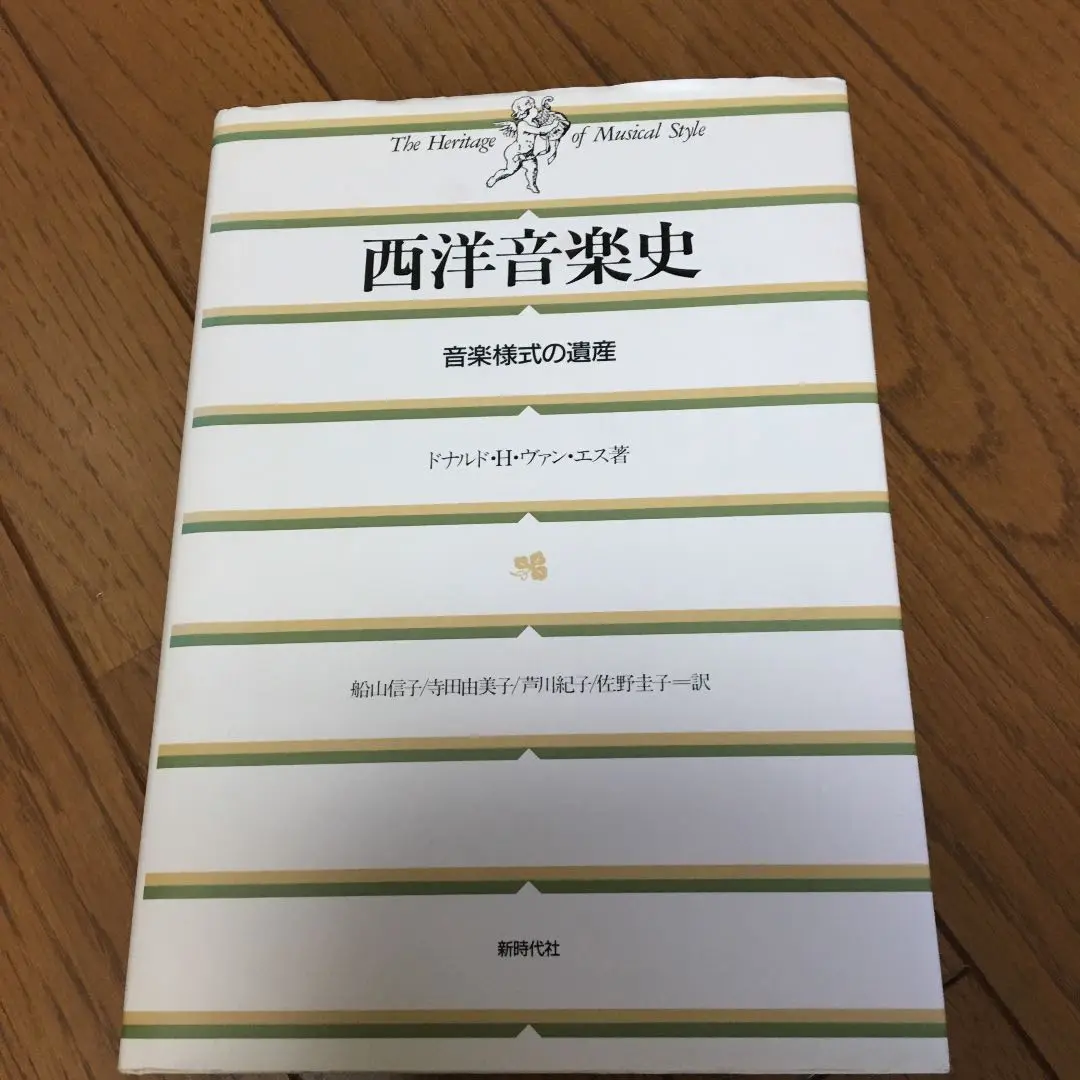 The Heritage of Musical Style
西洋音楽史
音楽様式の遺産
ドナルド・H・ヴァン・エス著
船山信子/寺田由美子/芦川紀子/佐野圭子=訳
新時代社